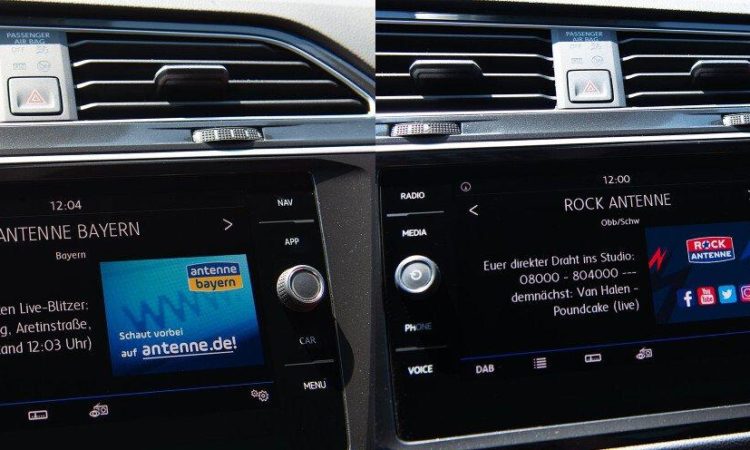 PASSENGER
AIR BAG
12:04
ANTENNE BAYERN
Bayern
>
NAV
APP
CAR
MENU
antenne
bayern
Schaut vorbei
auf antenne.de!
en Live-Blitzer:
g, Aretinstraße,
and 12:03 Uhr)
PASSENGER
AIR BAG
RADIO
MEDIA
PHONE
VOICE
12:00
<
ROCK ANTENNE
Obb/Schw
Euer direkter Draht ins Studio:
08000 - 804000 ---
demnächst: Van Halen -
Poundcake (live)
ROCK
ANTENNE
You
Tube
DAB